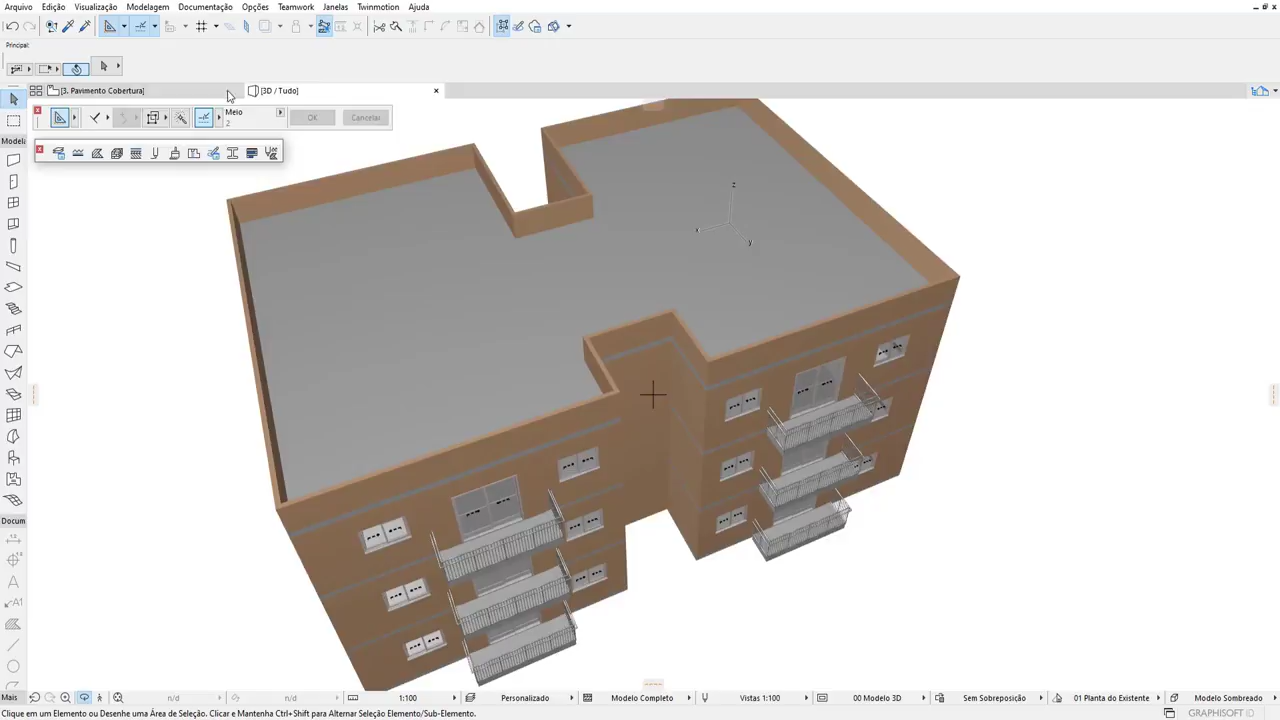 Arquivo Edição Visualização Modelagem Documentação Opções Teamwork Janelas Twinmotion Ajuda
Principal:
[3. Pavimento Cobertura]
[3D / Tudo]
Meio
2
OK
Cancelar
Modela
z
x
y
Docum
A
A1
Mais
n/d
n/d
1:100
Personalizado
Modelo Completo
Vistas 1:100
00 Modelo 3D
Sem Sobreposição
01 Planta do Existente
Modelo Sombreado
Clique em um Elemento ou Desenhe uma Área de Seleção. Clicar e Mantenha Ctrl+Shift para Alternar Seleção Elemento/Sub-Elemento.
GRAPHISOFT ID